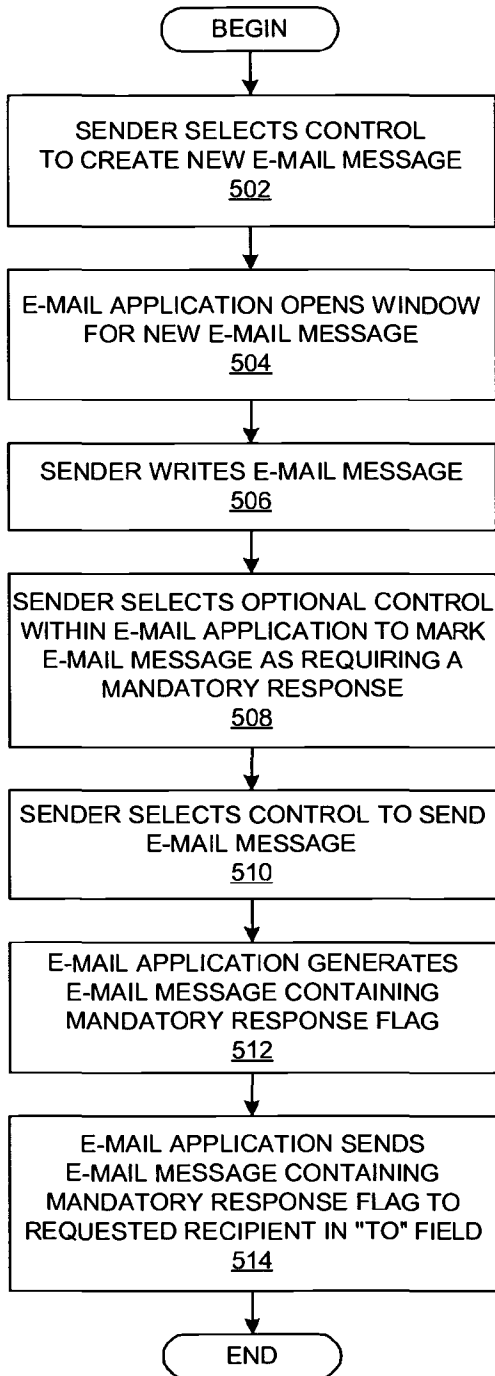 BEGIN
SENDER SELECTS CONTROL
TO CREATE NEW E-MAIL MESSAGE
502
E-MAIL APPLICATION OPENS WINDOW
FOR NEW E-MAIL MESSAGE
504
SENDER WRITES E-MAIL MESSAGE
506
SENDER SELECTS OPTIONAL CONTROL
WITHIN E-MAIL APPLICATION TO MARK
E-MAIL MESSAGE AS REQUIRING A
MANDATORY RESPONSE
508
SENDER SELECTS CONTROL TO SEND
E-MAIL MESSAGE
510
E-MAIL APPLICATION GENERATES
E-MAIL MESSAGE CONTAINING
MANDATORY RESPONSE FLAG
512
E-MAIL APPLICATION SENDS
E-MAIL MESSAGE CONTAINING
MANDATORY RESPONSE FLAG TO
REQUESTED RECIPIENT IN "TO" FIELD
514
END